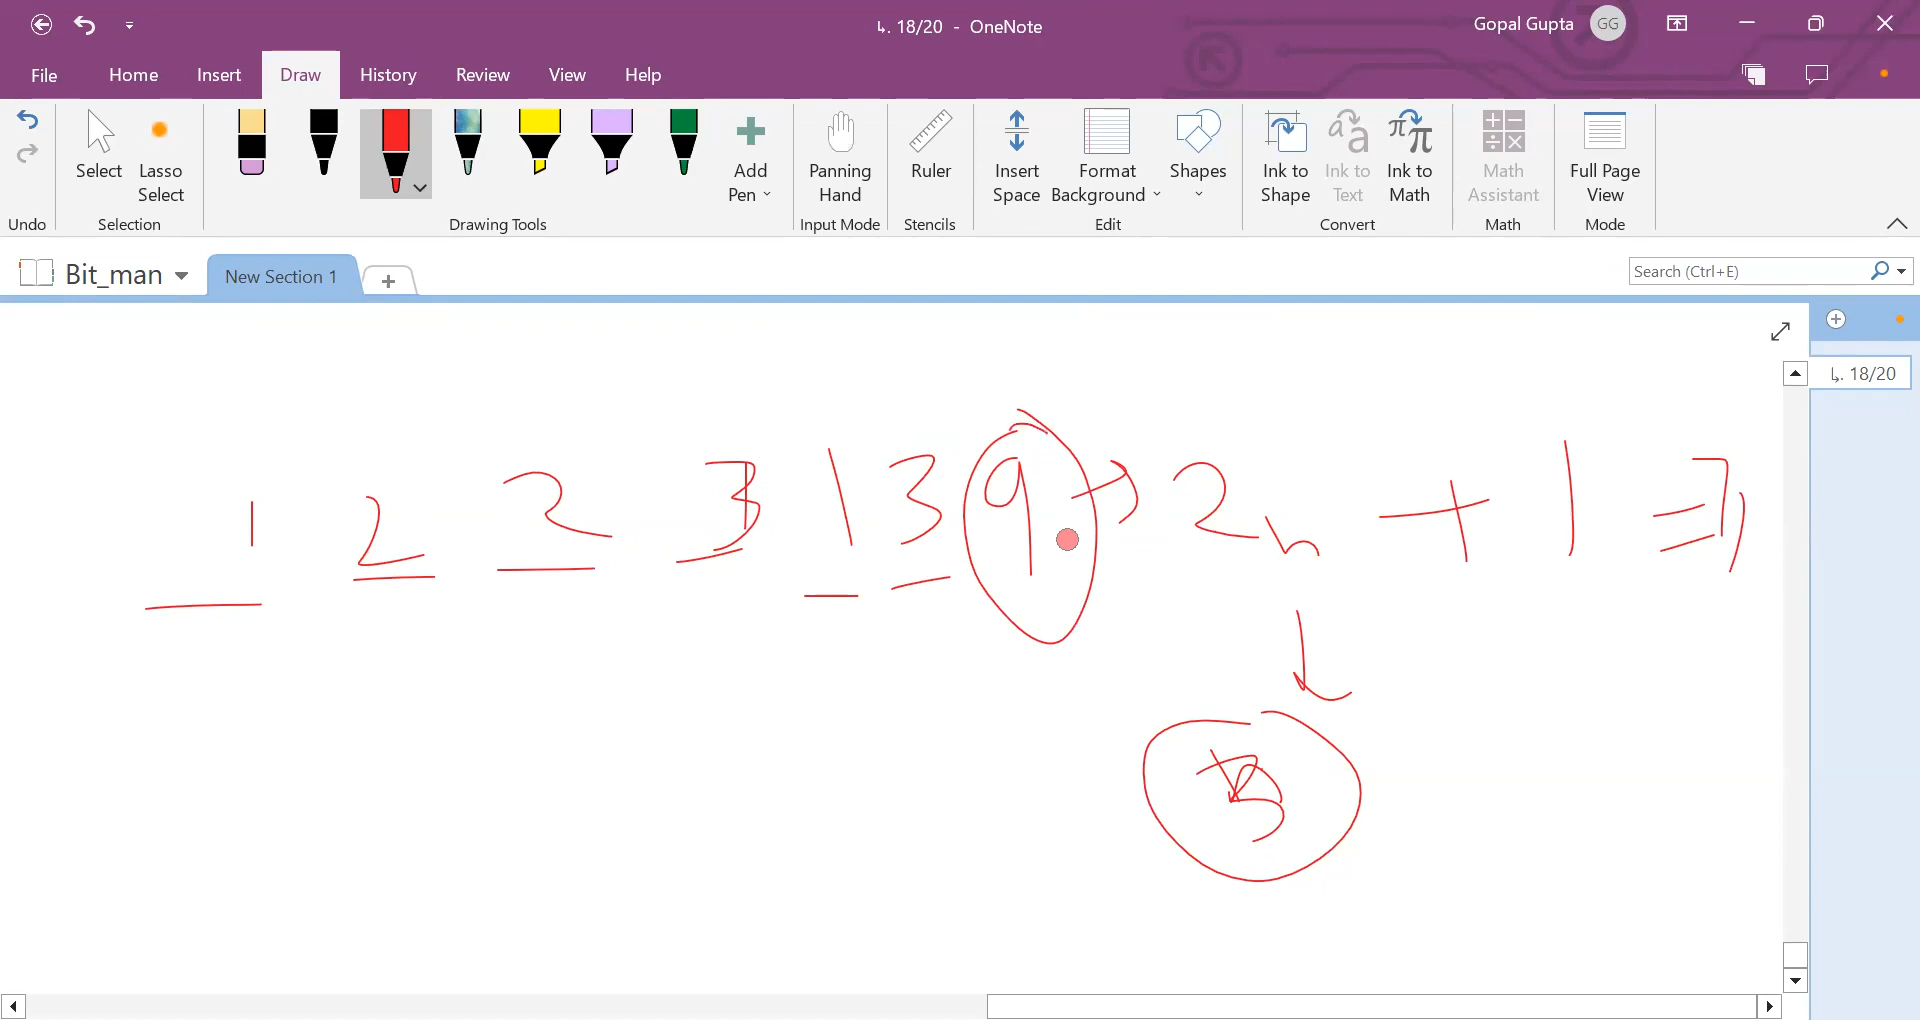 ㄣ. 18/20 - OneNote
Gopal Gupta GG
File Home Insert Draw History Review View Help
Select
Lasso Select
Add Pen
Panning Hand
Ruler
Insert Space
Format Background
Shapes
Ink to Shape
Ink to Text
Ink to Math
Math Assistant
Full Page View
Undo Selection Drawing Tools Input Mode Stencils Edit Convert Math Mode
Bit_man New Section 1 +
Search (Ctrl+E)
18/20
1 2 2 3 1 3 9 → 2n + 1 =
3